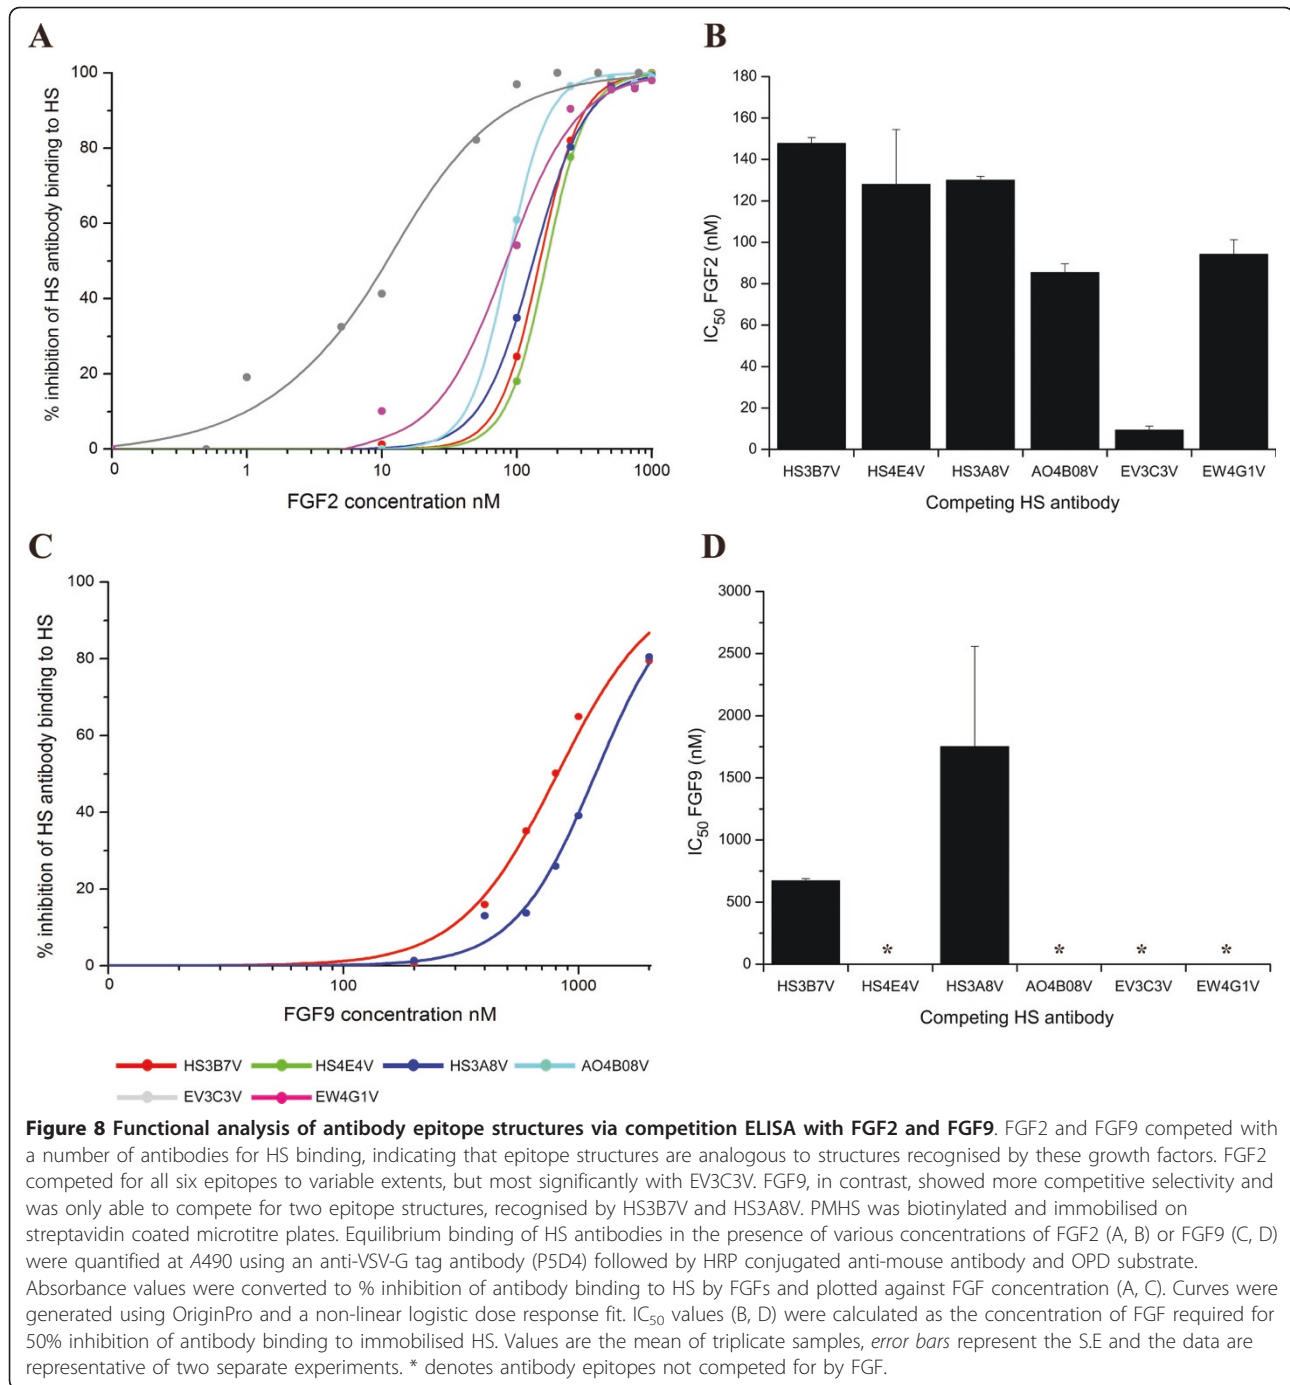 A
% inhibition of HS antibody binding to HS
100
80
60
40
20
0
0
1
10
100
1000
FGF2 concentration nM
B
IC50 FGF2 (nM)
180
160
140
120
100
80
60
40
20
0
HS3B7V
HS4E4V
HS3A8V
AO4B08V
EV3C3V
EW4G1V
Competing HS antibody
C
% inhibition of HS antibody binding to HS
100
80
60
40
20
0
0
100
1000
FGF9 concentration nM
D
IC50 FGF9 (nM)
3000
2500
2000
1500
1000
500
0
* * * *
HS3B7V
HS4E4V
HS3A8V
AO4B08V
EV3C3V
EW4G1V
Competing HS antibody
HS3B7V HS4E4V HS3A8V AO4B08V
EV3C3V EW4G1V
Figure 8 Functional analysis of antibody epitope structures via competition ELISA with FGF2 and FGF9. FGF2 and FGF9 competed with
a number of antibodies for HS binding, indicating that epitope structures are analogous to structures recognised by these growth factors. FGF2
competed for all six epitopes to variable extents, but most significantly with EV3C3V. FGF9, in contrast, showed more competitive selectivity and
was only able to compete for two epitope structures, recognised by HS3B7V and HS3A8V. PMHS was biotinylated and immobilised on
streptavidin coated microtitre plates. Equilibrium binding of HS antibodies in the presence of various concentrations of FGF2 (A, B) or FGF9 (C, D)
were quantified at A490 using an anti-VSV-G tag antibody (P5D4) followed by HRP conjugated anti-mouse antibody and OPD substrate.
Absorbance values were converted to % inhibition of antibody binding to HS by FGFs and plotted against FGF concentration (A, C). Curves were
generated using OriginPro and a non-linear logistic dose response fit. IC50 values (B, D) were calculated as the concentration of FGF required for
50% inhibition of antibody binding to immobilised HS. Values are the mean of triplicate samples, error bars represent the S.E and the data are
representative of two separate experiments. * denotes antibody epitopes not competed for by FGF.